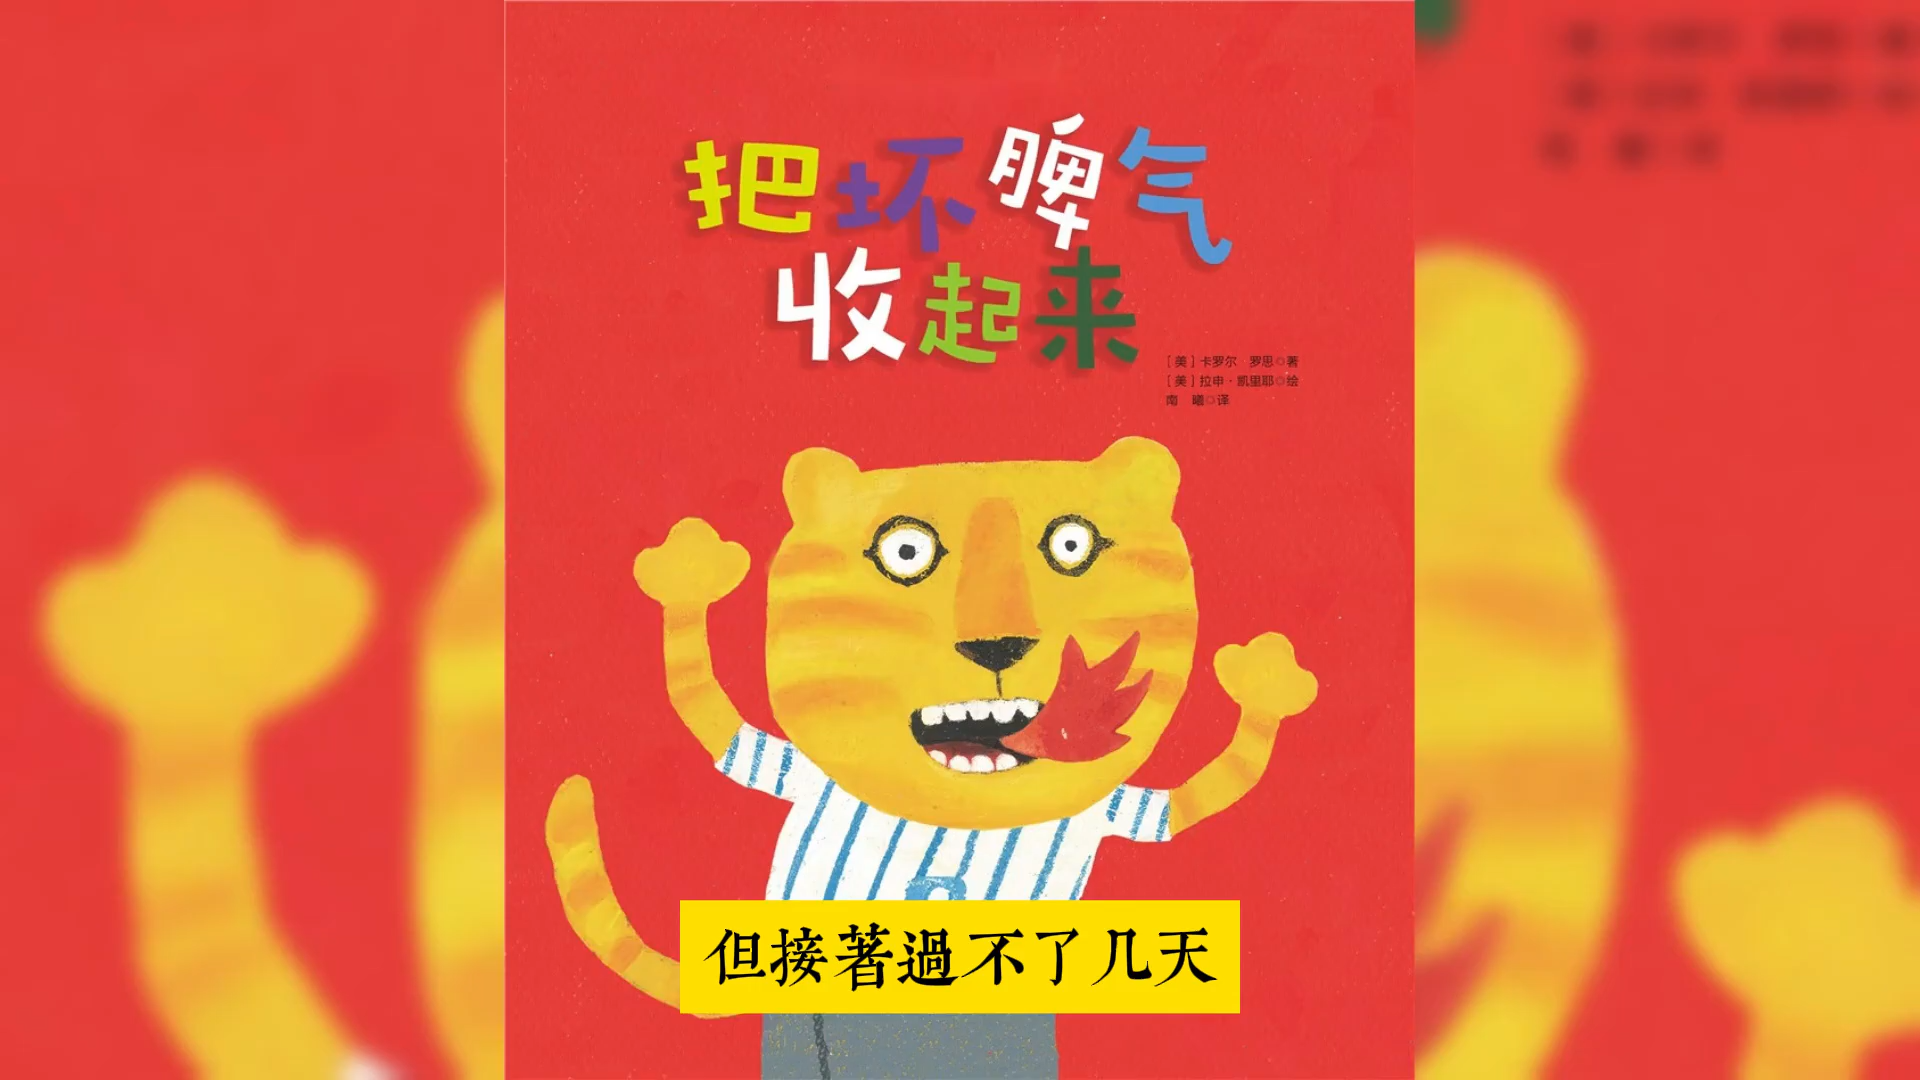 把坏脾气
收起来
[美]卡罗尔 罗思◎著
[美]拉申·凯里耶◎绘
南 曦◎译
但接著過不了几天